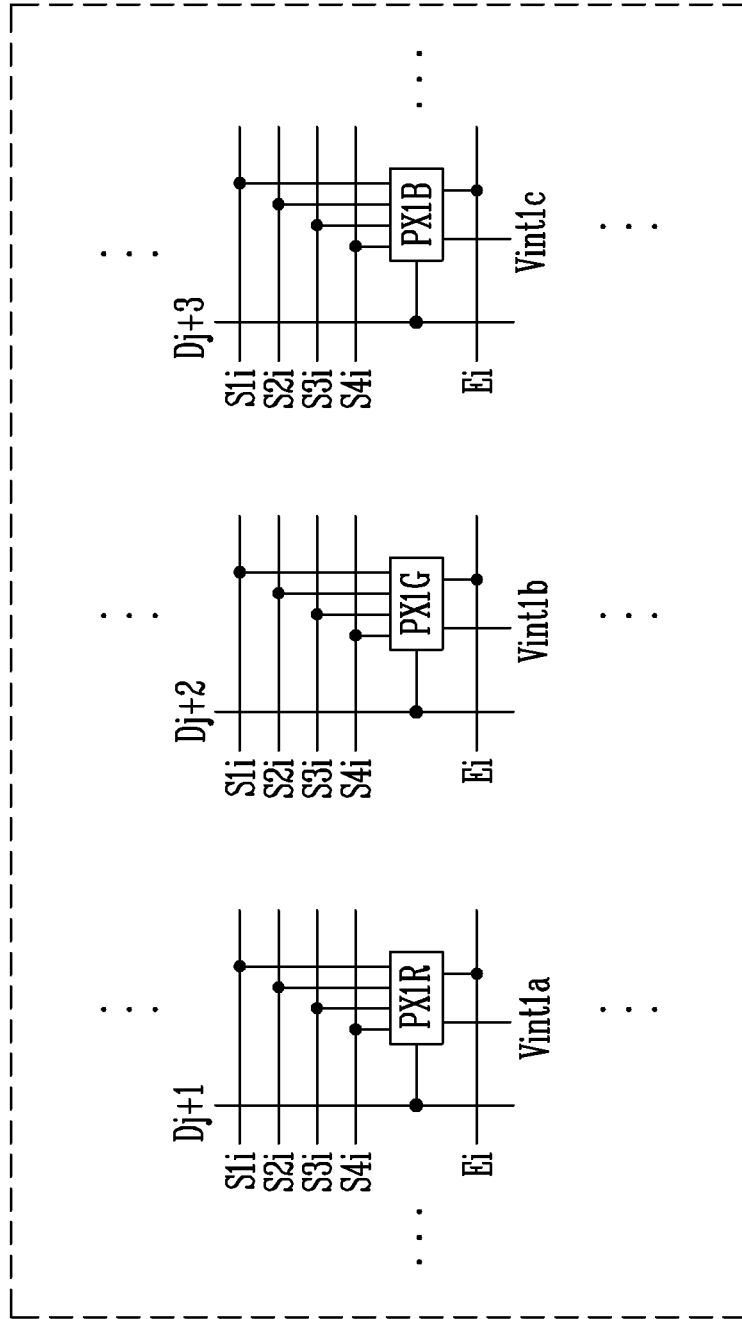 Dj+1
S1i
S2i
S3i
S4i
PX1R
Ei
Vint1a
Dj+2
S1i
S2i
S3i
S4i
PX1G
Ei
Vint1b
Dj+3
S1i
S2i
S3i
S4i
PX1B
Ei
Vint1c